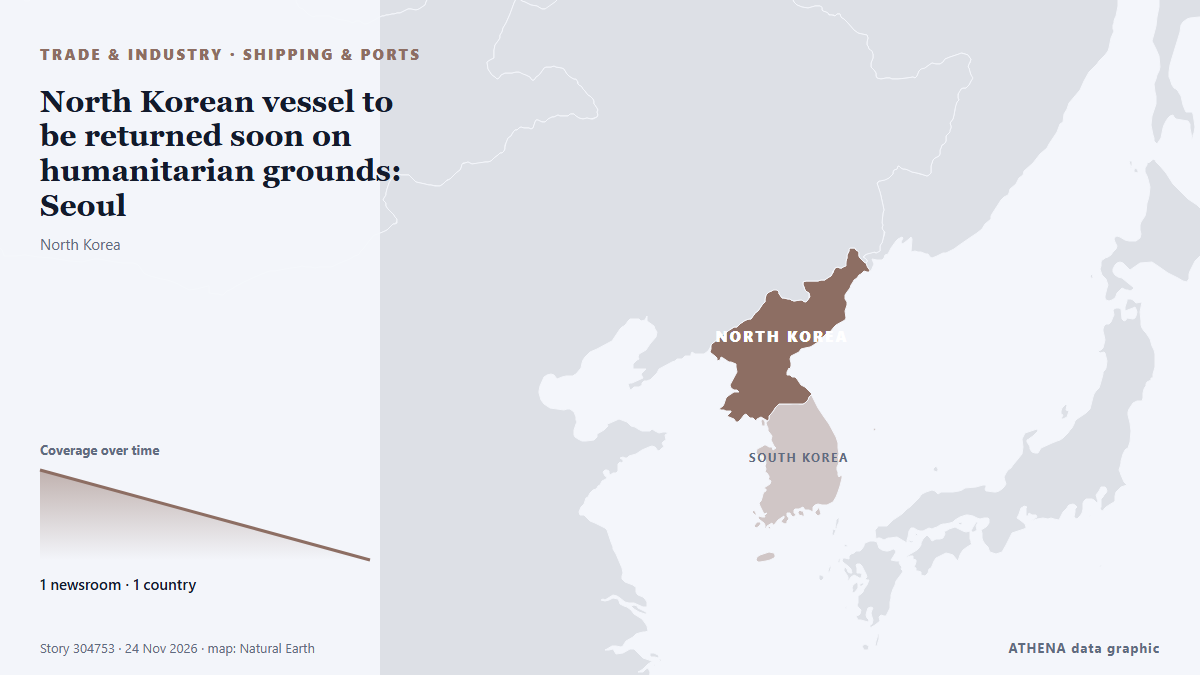 TRADE & INDUSTRY · SHIPPING & PORTS
North Korean vessel to
be returned soon on
humanitarian grounds:
Seoul
North Korea
NORTH KOREA
SOUTH KOREA
Coverage over time
1 newsroom · 1 country
Story 304753 · 24 Nov 2026 · map: Natural Earth
ATHENA data graphic